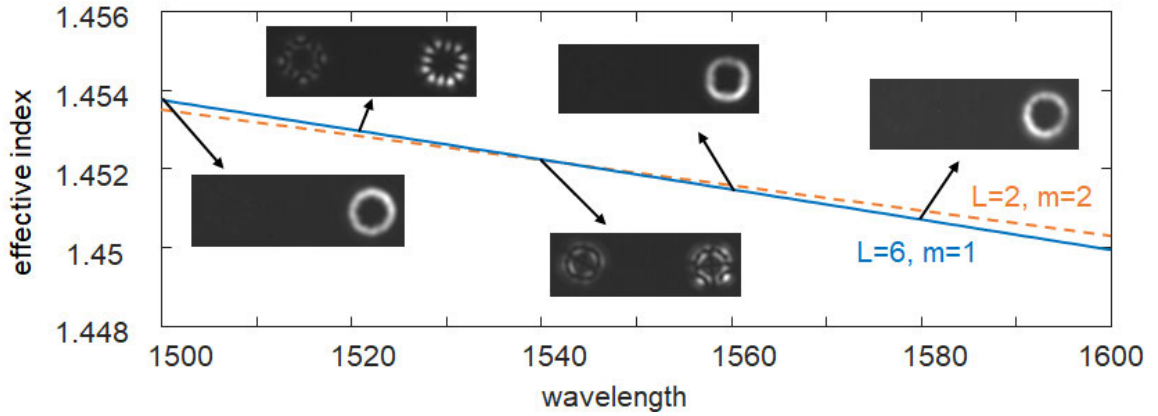 1.456
1.454
1.452
1.45
1.448
effective index
L=2, m=2
L=6, m=1
1500 1520 1540 1560 1580 1600
wavelength